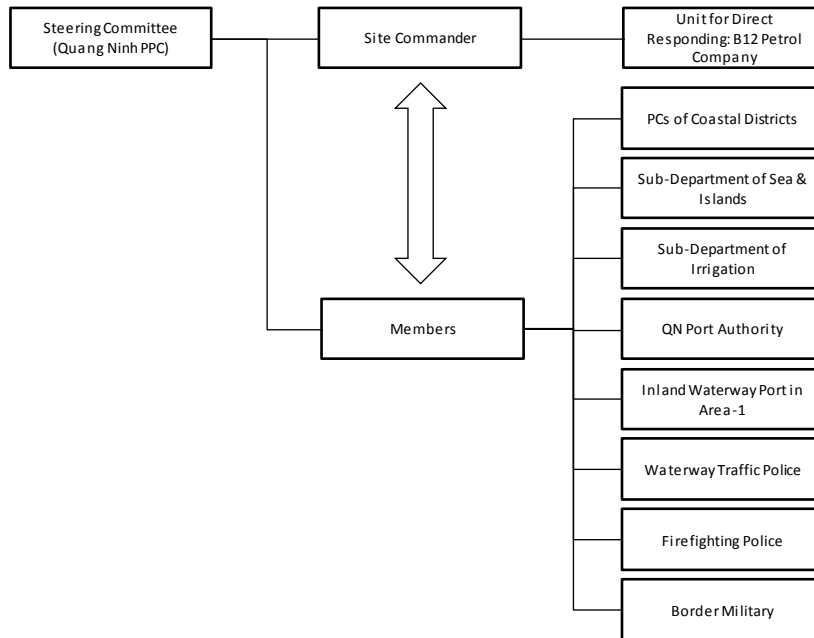 Steering Committee
(Quang Ninh PPC)
Site Commander
Unit for Direct
Responding: B12 Petrol
Company
PCs of Coastal Districts
Sub-Department of Sea &
Islands
Sub-Department of
Irrigation
Members
QN Port Authority
Inland Waterway Port in
Area-1
Waterway Traffic Police
Firefighting Police
Border Military